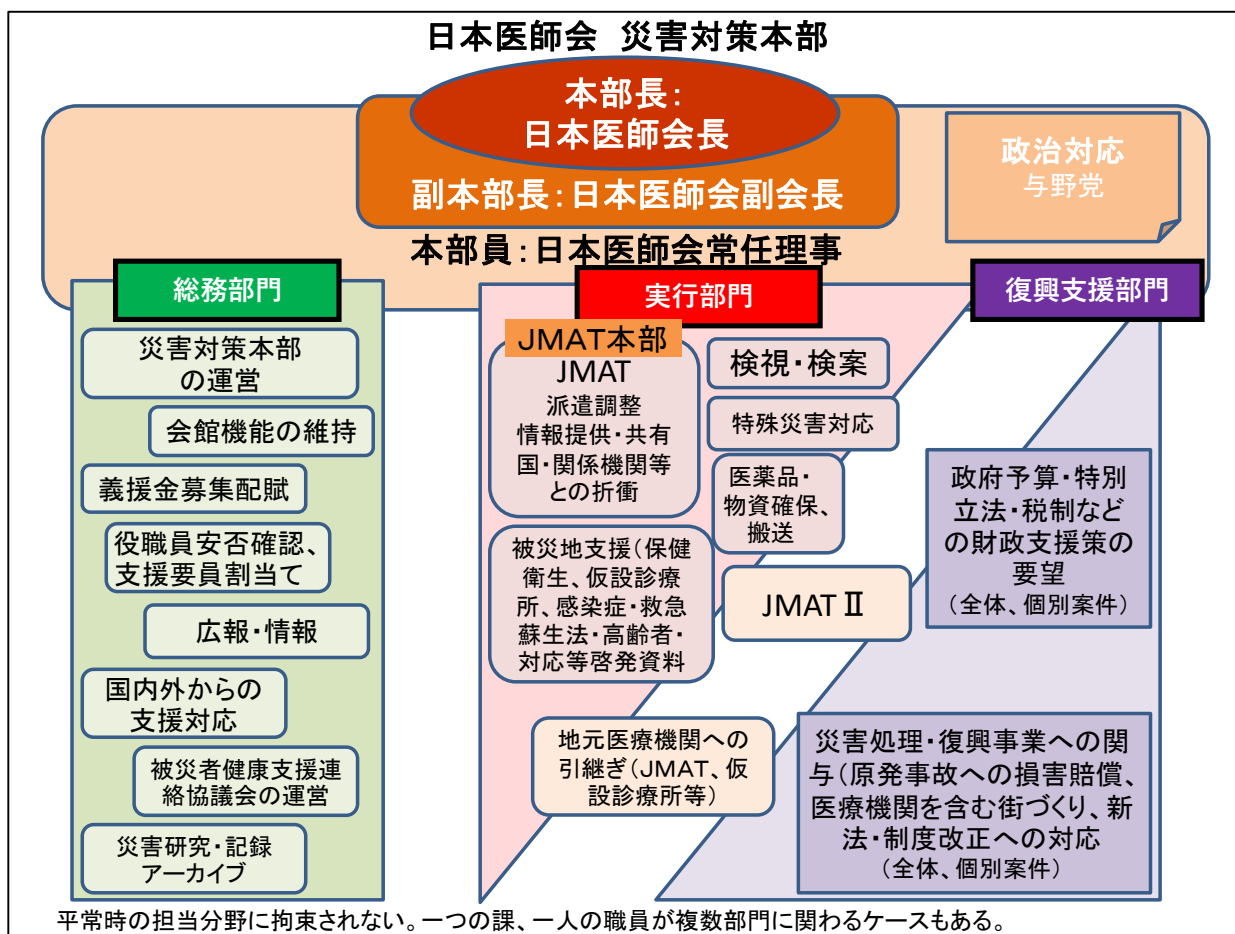 日本医師会 災害対策本部
本部長：
日本医師会長
副本部長：日本医師会副会長
本部員：日本医師会常任理事
政治対応
与野党
総務部門
災害対策本部
の運営
会館機能の維持
義援金募集配賦
役職員安否確認、
支援要員割当て
広報・情報
国内外からの
支援対応
被災者健康支援連
絡協議会の運営
災害研究・記録
アーカイブ
実行部門
JMAT本部
JMAT
派遣調整
情報提供・共有
国・関係機関等
との折衝
被災地支援（保健
衛生、仮設診療
所、感染症・救急
蘇生法・高齢者・
対応等啓発資料
検視・検案
特殊災害対応
医薬品・
物資確保、
搬送
JMATⅡ
地元医療機関への
引継ぎ（JMAT、仮
設診療所等）
復興支援部門
政府予算・特別
立法・税制など
の財政支援策の
要望
（全体、個別案件）
災害処理・復興事業への関
与（原発事故への損害賠償、
医療機関を含む街づくり、新
法・制度改正への対応
（全体、個別案件）
平常時の担当分野に拘束されない。一つの課、一人の職員が複数部門に関わるケースもある。